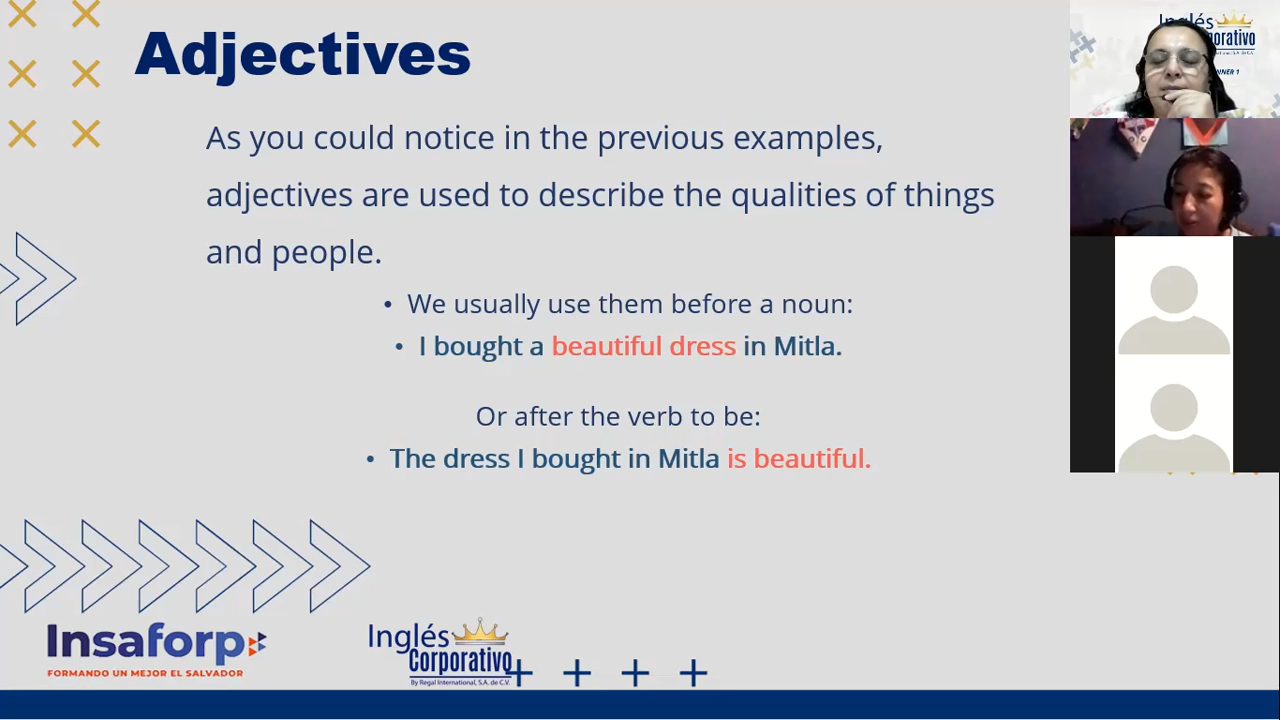 Adjectives
As you could notice in the previous examples,
adjectives are used to describe the qualities of things
and people.
• We usually use them before a noun:
• I bought a beautiful dress in Mitla.
Or after the verb to be:
• The dress I bought in Mitla is beautiful.
Insaforp
FORMANDO UN MEJOR EL SALVADOR
Inglés
Corporativo
By Regal International, S.A. de C.V.
Inglés